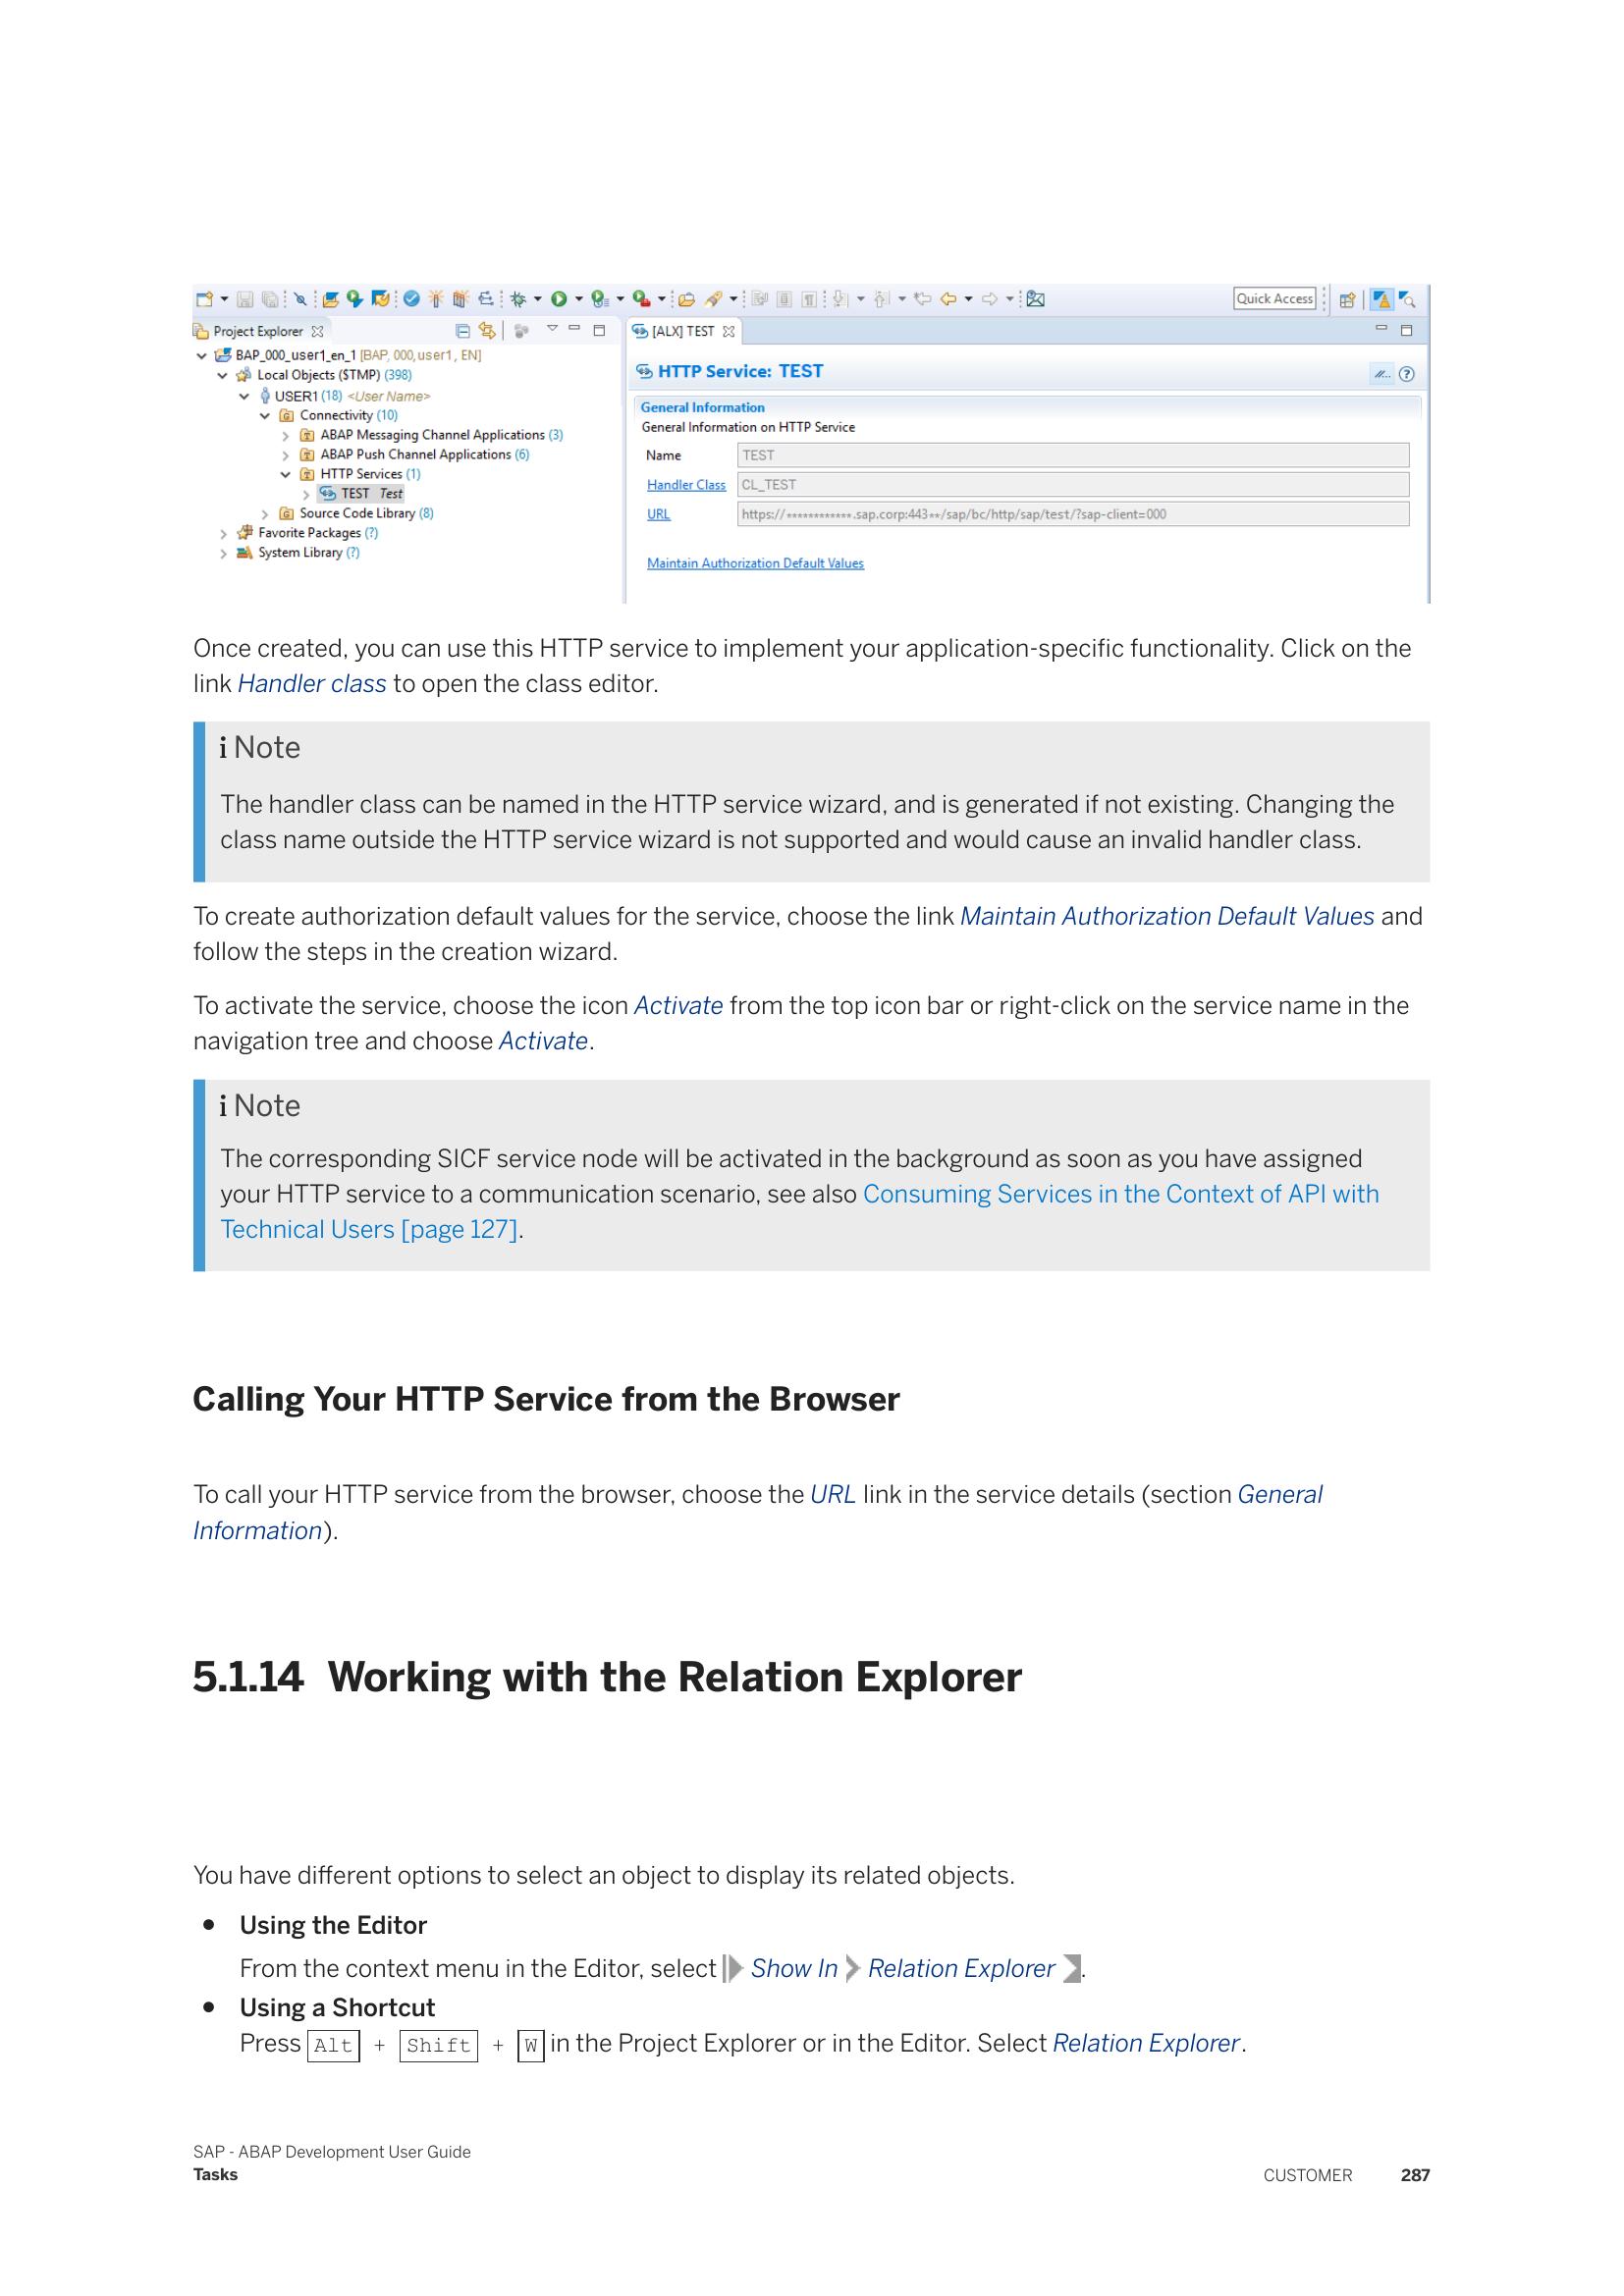 Quick Access
Project Explorer
[ALX] TEST
BAP_000_user1_en_1 [BAP, 000,user1, EN]
Local Objects ($TMP) (398)
USER1 (18) <User Name>
Connectivity (10)
ABAP Messaging Channel Applications (3)
ABAP Push Channel Applications (6)
HTTP Services (1)
TEST Test
Source Code Library (8)
Favorite Packages (?)
System Library (?)
HTTP Service: TEST
General Information
General Information on HTTP Service
Name TEST
Handler Class CL_TEST
URL https://************.sap.corp:443**/sap/bc/http/sap/test/?sap-client=000
Maintain Authorization Default Values
Once created, you can use this HTTP service to implement your application-specific functionality. Click on the
link Handler class to open the class editor.
i Note
The handler class can be named in the HTTP service wizard, and is generated if not existing. Changing the
class name outside the HTTP service wizard is not supported and would cause an invalid handler class.
To create authorization default values for the service, choose the link Maintain Authorization Default Values and
follow the steps in the creation wizard.
To activate the service, choose the icon Activate from the top icon bar or right-click on the service name in the
navigation tree and choose Activate.
i Note
The corresponding SICF service node will be activated in the background as soon as you have assigned
your HTTP service to a communication scenario, see also Consuming Services in the Context of API with
Technical Users [page 127].
Calling Your HTTP Service from the Browser
To call your HTTP service from the browser, choose the URL link in the service details (section General
Information).
5.1.14 Working with the Relation Explorer
You have different options to select an object to display its related objects.
• Using the Editor
From the context menu in the Editor, select Show In Relation Explorer .
• Using a Shortcut
Press Alt + Shift + W in the Project Explorer or in the Editor. Select Relation Explorer.
SAP - ABAP Development User Guide
Tasks
CUSTOMER 287